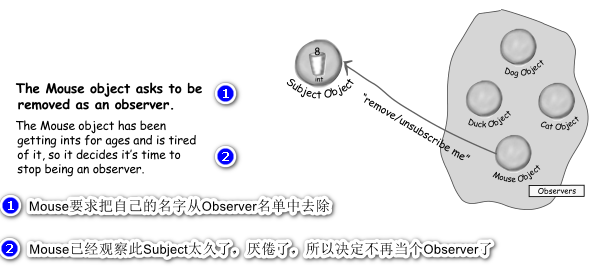 The Mouse object asks to be
removed as an observer.
1
The Mouse object has been
getting ints for ages and is tired
of it, so it decides it's time to
stop being an observer.
2
8
int
Subject Object
"remove/unsubscribe me"
Dog Object
Duck Object
Cat Object
Mouse Object
Observers
1 Mouse要求把自己的名字从Observer名单中去除
2 Mouse已经观察此Subject太久了，厌倦了，所以决定不再当个Observer了